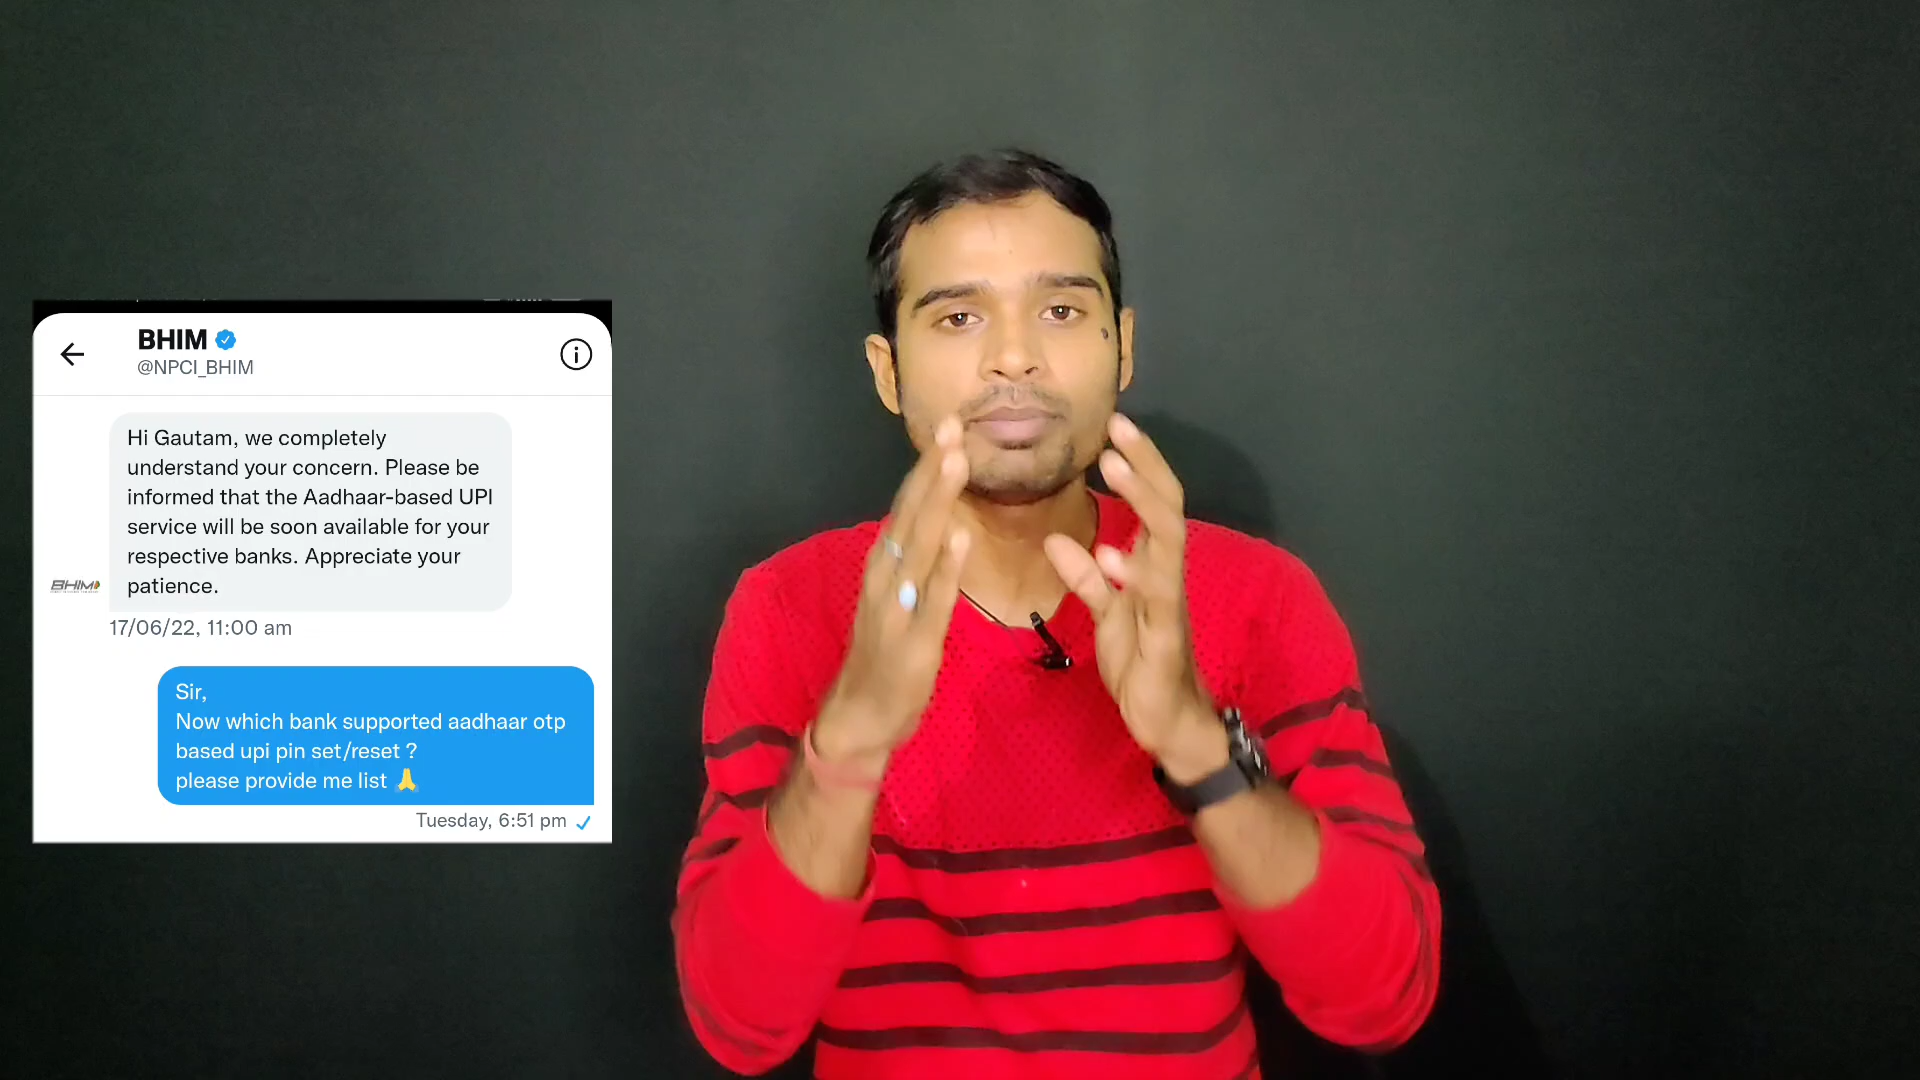 BHIM
@NPCI_BHIM
Hi Gautam, we completely
understand your concern. Please be
informed that the Aadhaar-based UPI
service will be soon available for your
respective banks. Appreciate your
patience.
BHIM
17/06/22, 11:00 am
Sir,
Now which bank supported aadhaar otp
based upi pin set/reset ?
please provide me list 🙏
Tuesday, 6:51 pm